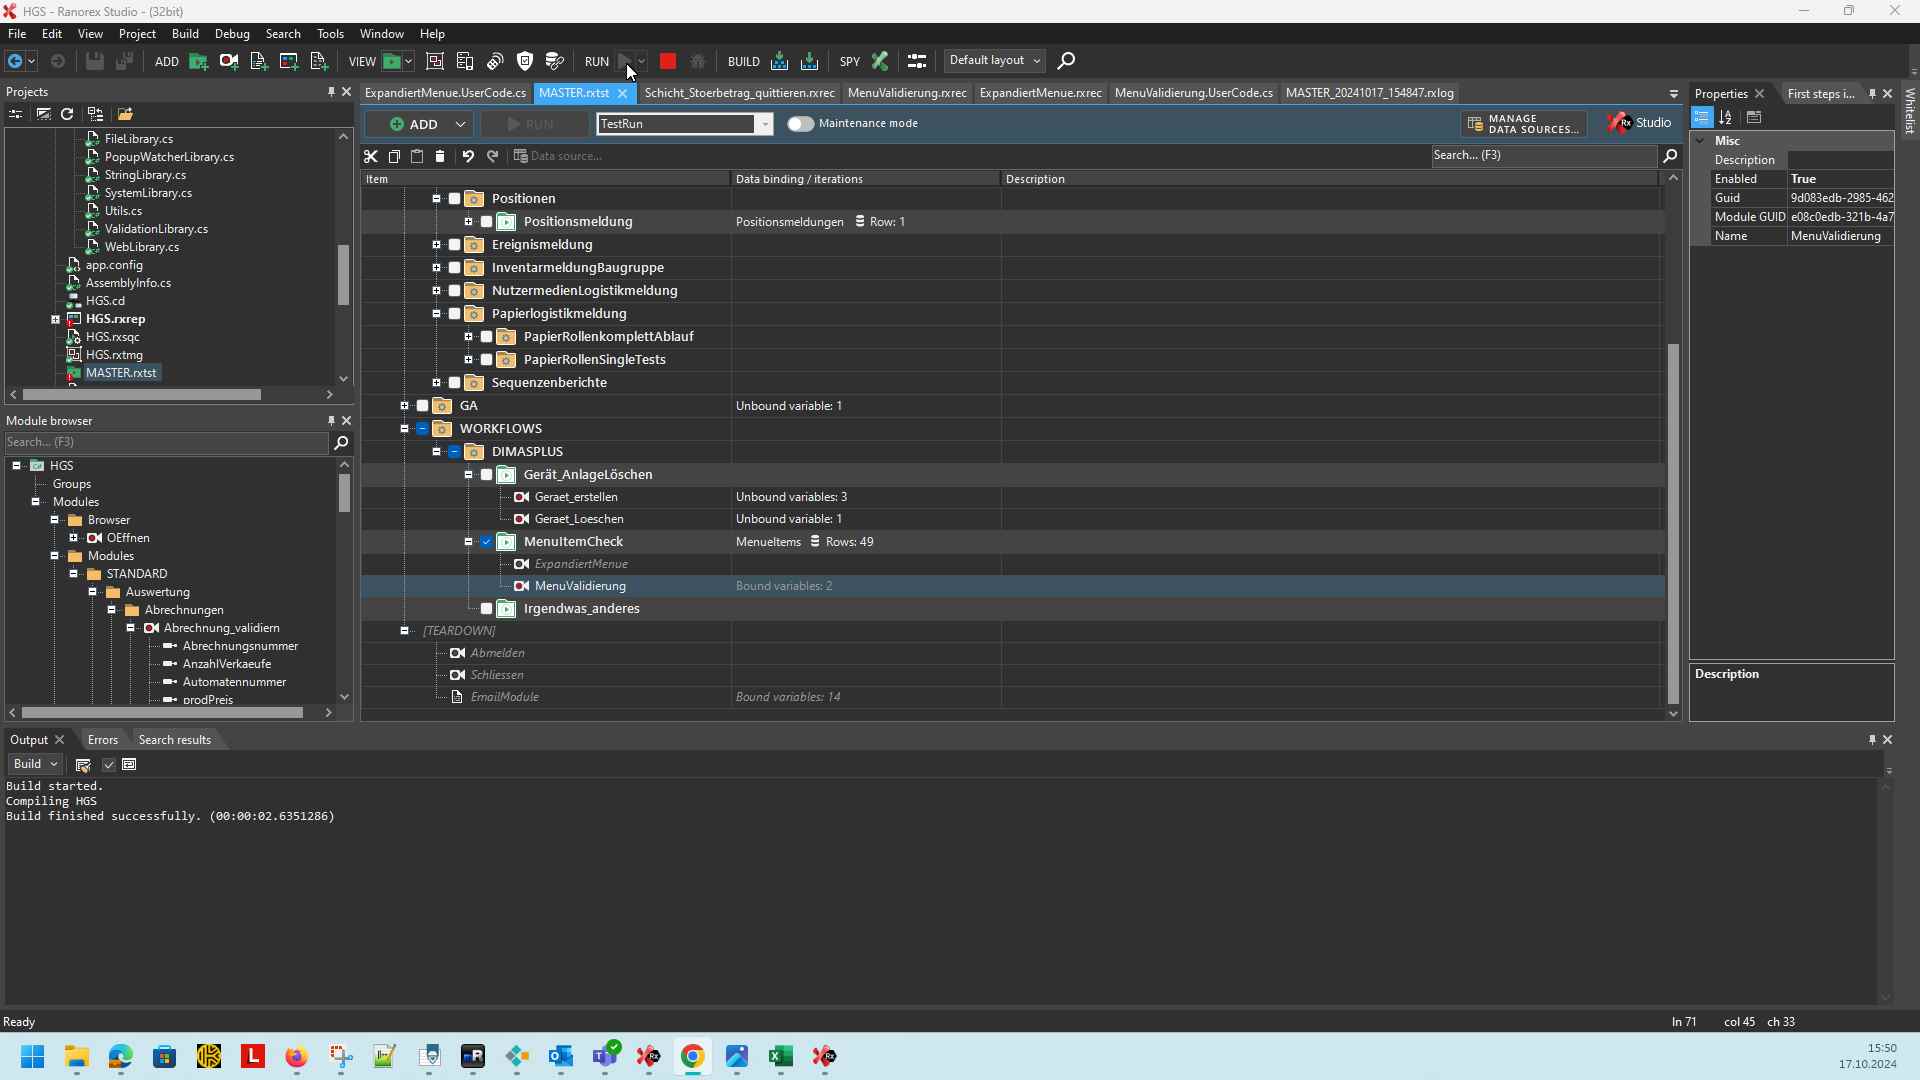 HGS - Ranorex Studio - (32bit)
File Edit View Project Build Debug Search Tools Window Help
ADD VIEW RUN BUILD SPY Default layout
Projects
FileLibrary.cs
PopupWatcherLibrary.cs
StringLibrary.cs
SystemLibrary.cs
Utils.cs
ValidationLibrary.cs
WebLibrary.cs
app.config
AssemblyInfo.cs
HGS.cd
HGS.rxrep
HGS.rxsqc
HGS.rxtmg
MASTER.rxtst
Module browser
Search... (F3)
HGS
Groups
Modules
Browser
OEffnen
Modules
STANDARD
Auswertung
Abrechnungen
Abrechnung_validiern
Abrechnungsnummer
AnzahlVerkaeufe
Automatennummer
prodPreis
ExpandiertMenue.UserCode.cs MASTER.rxtst Schicht_Stoerbetrag_quittieren.rxrec MenuValidierung.rxrec ExpandiertMenue.rxrec MenuValidierung.UserCode.cs MASTER_20241017_154847.rxlog
ADD RUN TestRun Maintenance mode MANAGE DATA SOURCES... Rx Studio
Data source... Search... (F3)
Item Data binding / iterations Description
Positionen
Positionsmeldung Positionsmeldungen Row: 1
Ereignismeldung
InventarmeldungBaugruppe
NutzermedienLogistikmeldung
Papierlogistikmeldung
PapierRollenkomplettAblauf
PapierRollenSingleTests
Sequenzenberichte
GA Unbound variable: 1
WORKFLOWS
DIMASPLUS
Gerät_AnlageLöschen
Geraet_erstellen Unbound variables: 3
Geraet_Loeschen Unbound variable: 1
MenuItemCheck MenueItems Rows: 49
ExpandiertMenue
MenuValidierung Bound variables: 2
Irgendwas_anderes
[TEARDOWN]
Abmelden
Schliessen
EmailModule Bound variables: 14
Properties First steps i...
Misc
Description
Enabled True
Guid 9d083edb-2985-462
Module GUID e08c0edb-321b-4a7
Name MenuValidierung
Description
Whitelist
Output Errors Search results
Build
Build started.
Compiling HGS
Build finished successfully. (00:00:02.6351286)
Ready ln 71 col 45 ch 33
15:50
17.10.2024